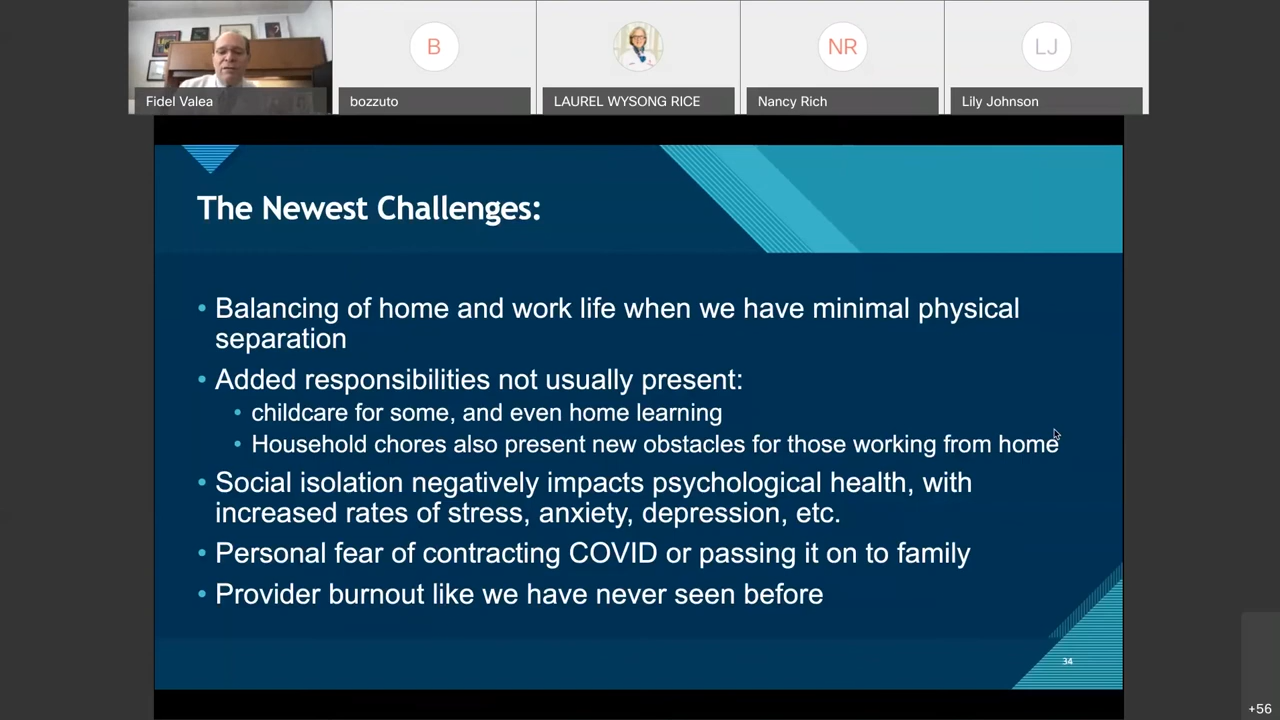 B
NR
LJ
Fidel Valea
bozzuto
LAUREL WYSONG RICE
Nancy Rich
Lily Johnson
The Newest Challenges:
• Balancing of home and work life when we have minimal physical
separation
• Added responsibilities not usually present:
• childcare for some, and even home learning
• Household chores also present new obstacles for those working from home
• Social isolation negatively impacts psychological health, with
increased rates of stress, anxiety, depression, etc.
• Personal fear of contracting COVID or passing it on to family
• Provider burnout like we have never seen before
34
+56